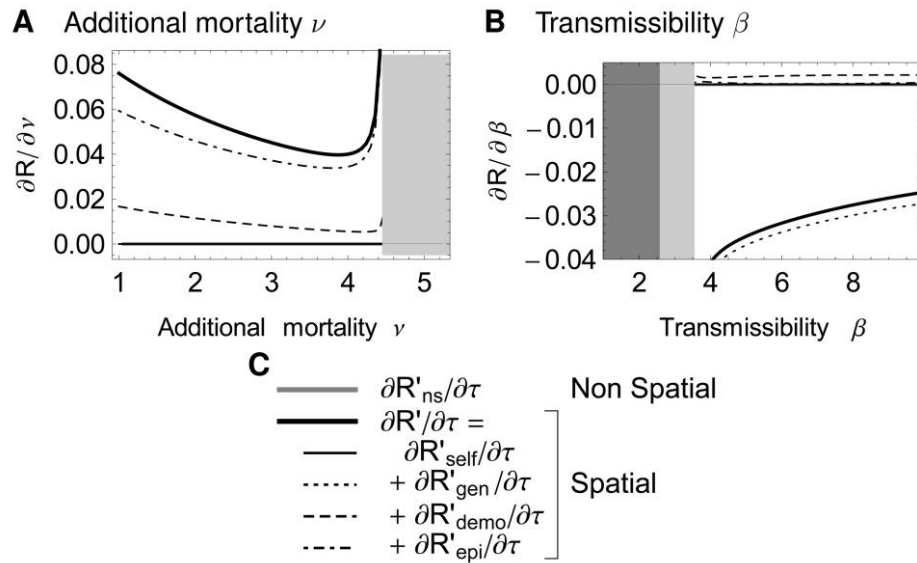 A Additional mortality ν
∂R/∂ν
0.08
0.06
0.04
0.02
0.00
1 2 3 4 5
Additional mortality ν
B Transmissibility β
∂R/∂β
0.00
−0.01
−0.02
−0.03
−0.04
2 4 6 8
Transmissibility β
C
∂R'ns/∂τ Non Spatial
∂R'/∂τ =
∂R'self/∂τ
+ ∂R'gen/∂τ Spatial
+ ∂R'demo/∂τ
+ ∂R'epi/∂τ